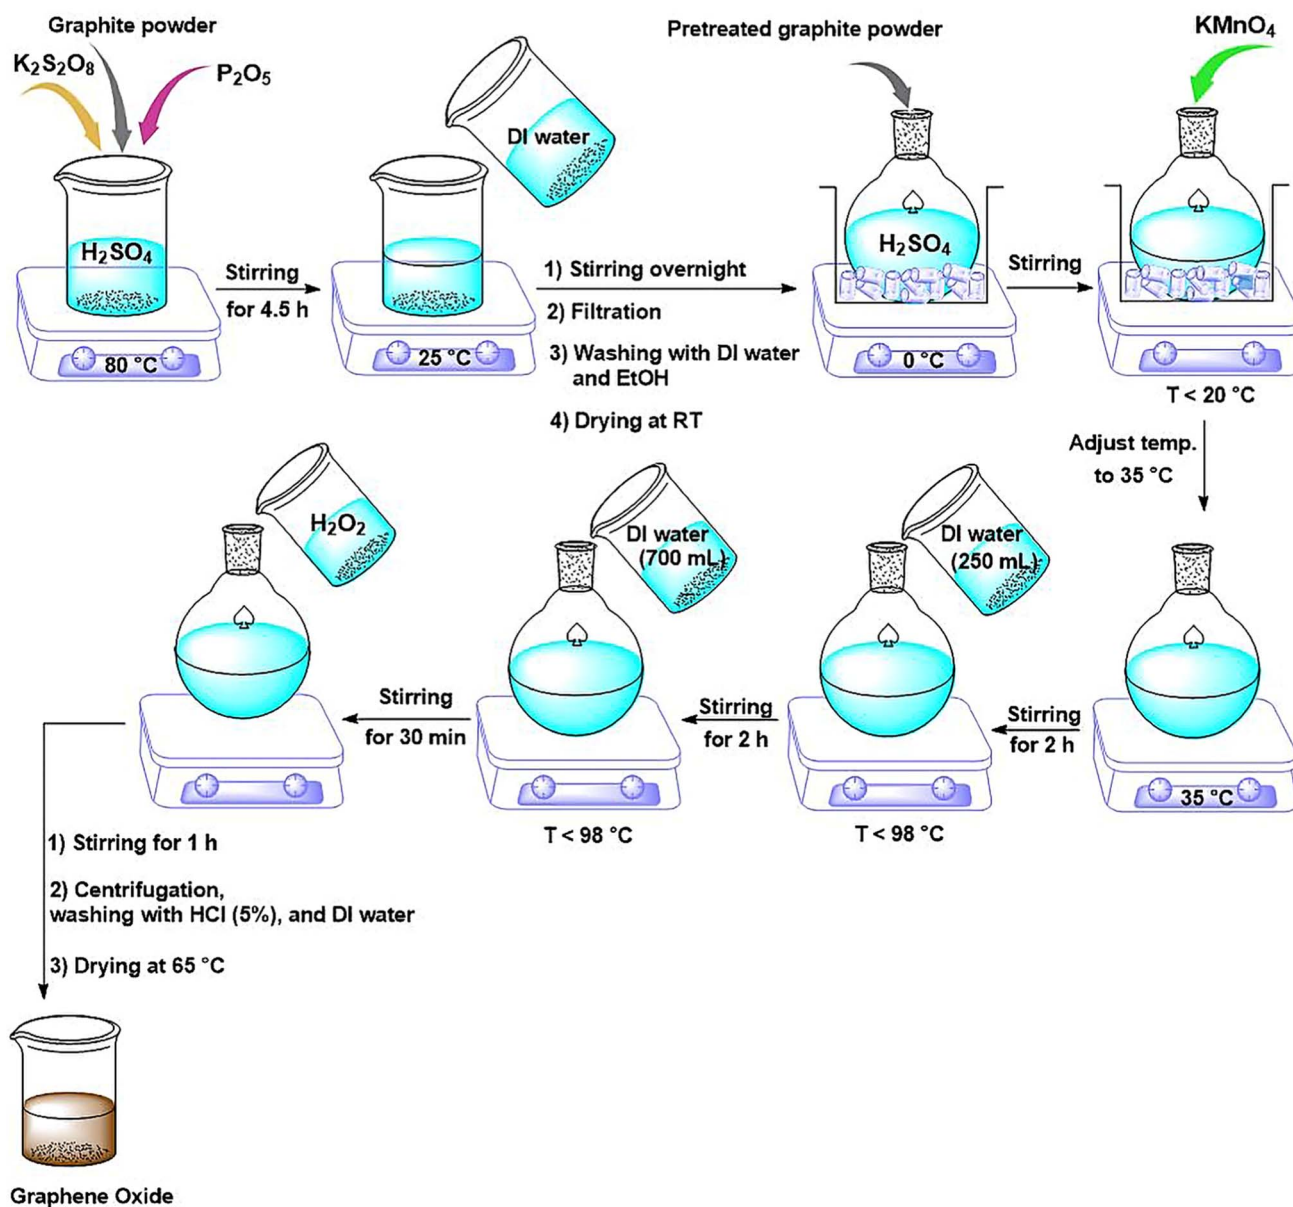 Graphite powder
K₂S₂O₈
P₂O₅
H₂SO₄
80 °C
Stirring
for 4.5 h
DI water
25 °C
1) Stirring overnight
2) Filtration
3) Washing with DI water
and EtOH
4) Drying at RT
Pretreated graphite powder
H₂SO₄
0 °C
Stirring
KMnO₄
T < 20 °C
Adjust temp.
to 35 °C
35 °C
Stirring
for 2 h
DI water
(250 mL)
T < 98 °C
Stirring
for 2 h
DI water
(700 mL)
T < 98 °C
Stirring
for 30 min
H₂O₂
1) Stirring for 1 h
2) Centrifugation,
washing with HCl (5%), and DI water
3) Drying at 65 °C
Graphene Oxide